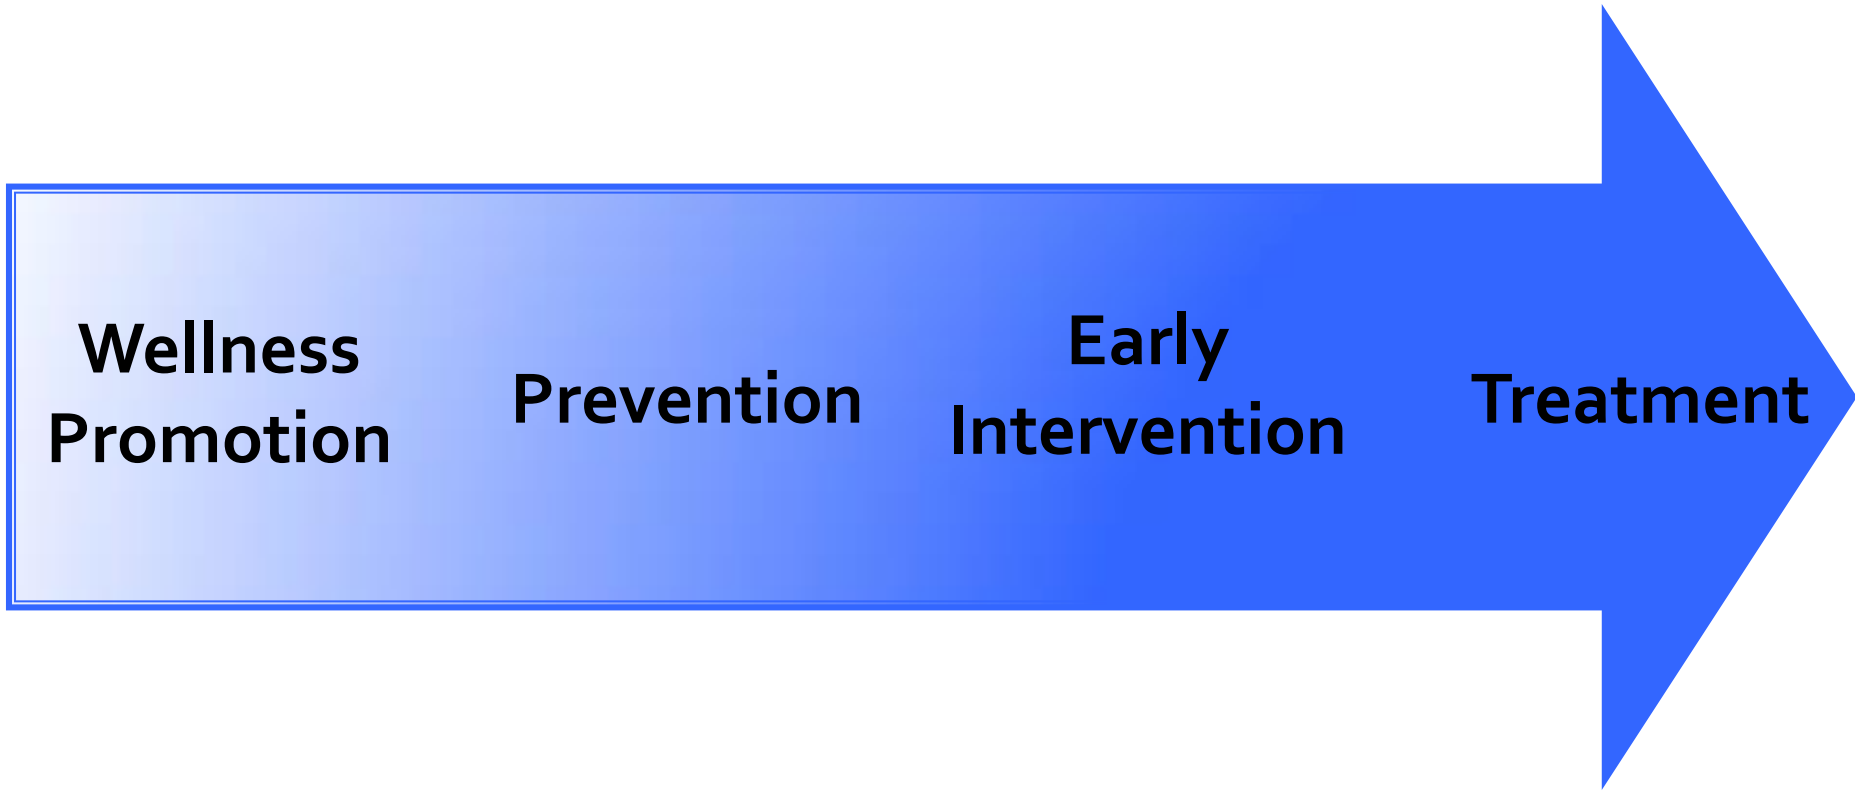 Wellness
Promotion
Prevention
Early
Intervention
Treatment